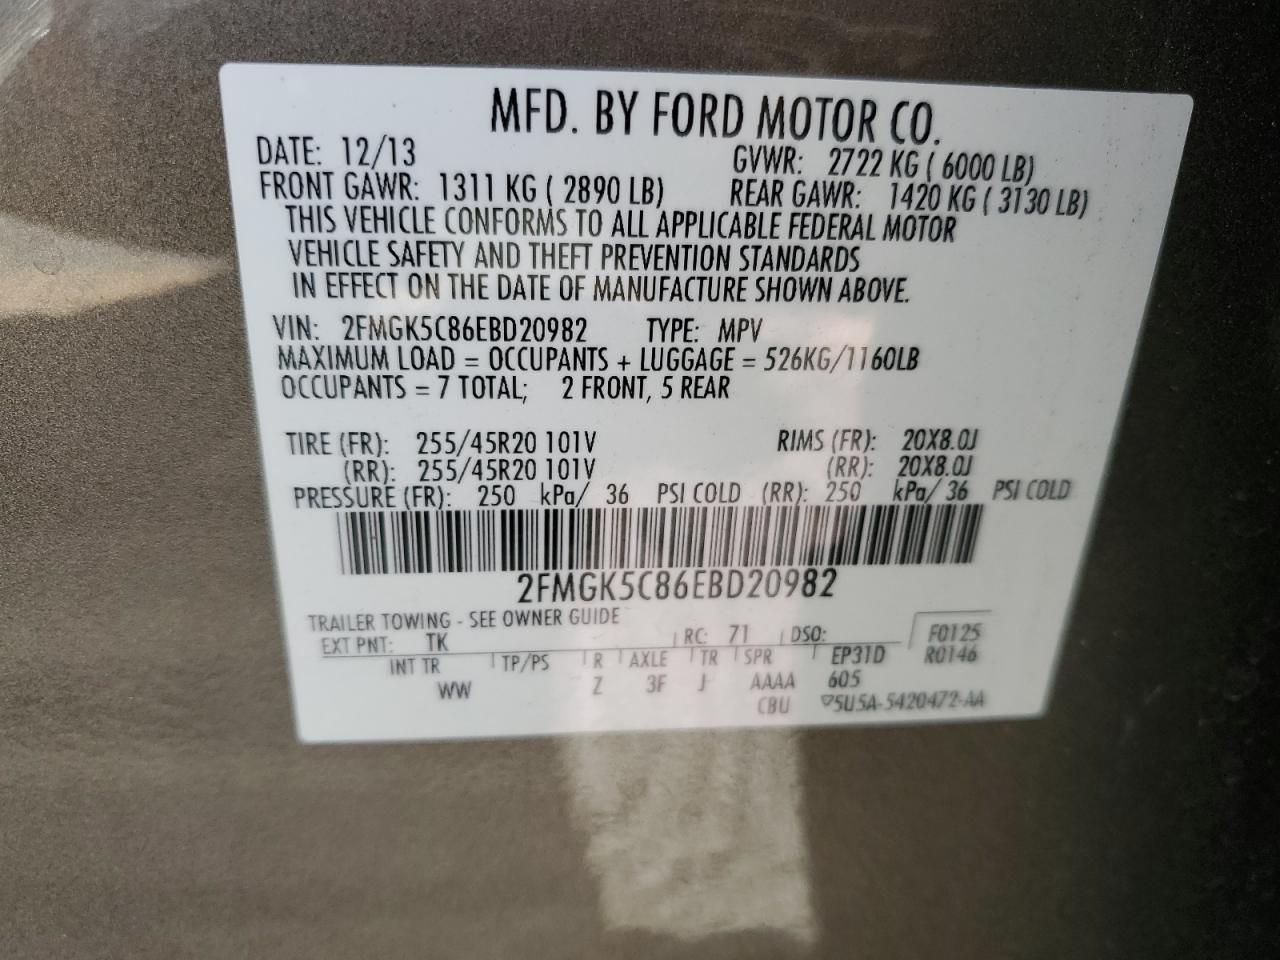 MFD. BY FORD MOTOR CO.
DATE: 12/13 GVWR: 2722 KG ( 6000 LB)
FRONT GAWR: 1311 KG ( 2890 LB) REAR GAWR: 1420 KG ( 3130 LB)
THIS VEHICLE CONFORMS TO ALL APPLICABLE FEDERAL MOTOR
VEHICLE SAFETY AND THEFT PREVENTION STANDARDS
IN EFFECT ON THE DATE OF MANUFACTURE SHOWN ABOVE.
VIN: 2FMGK5C86EBD20982 TYPE: MPV
MAXIMUM LOAD = OCCUPANTS + LUGGAGE = 526KG/1160LB
OCCUPANTS = 7 TOTAL; 2 FRONT, 5 REAR
TIRE (FR): 255/45R20 101V RIMS (FR): 20X8.0J
(RR): 255/45R20 101V (RR): 20X8.0J
PRESSURE (FR): 250 kPa/ 36 PSI COLD (RR): 250 kPa/ 36 PSI COLD
2FMGK5C86EBD20982
TRAILER TOWING - SEE OWNER GUIDE
EXT PNT: TK RC: 71 DSO: F0125
INT TR TP/PS R AXLE TR SPR EP31D R0146
WW Z 3F J AAAA 605
CBU ▽5U5A-5420472-AA